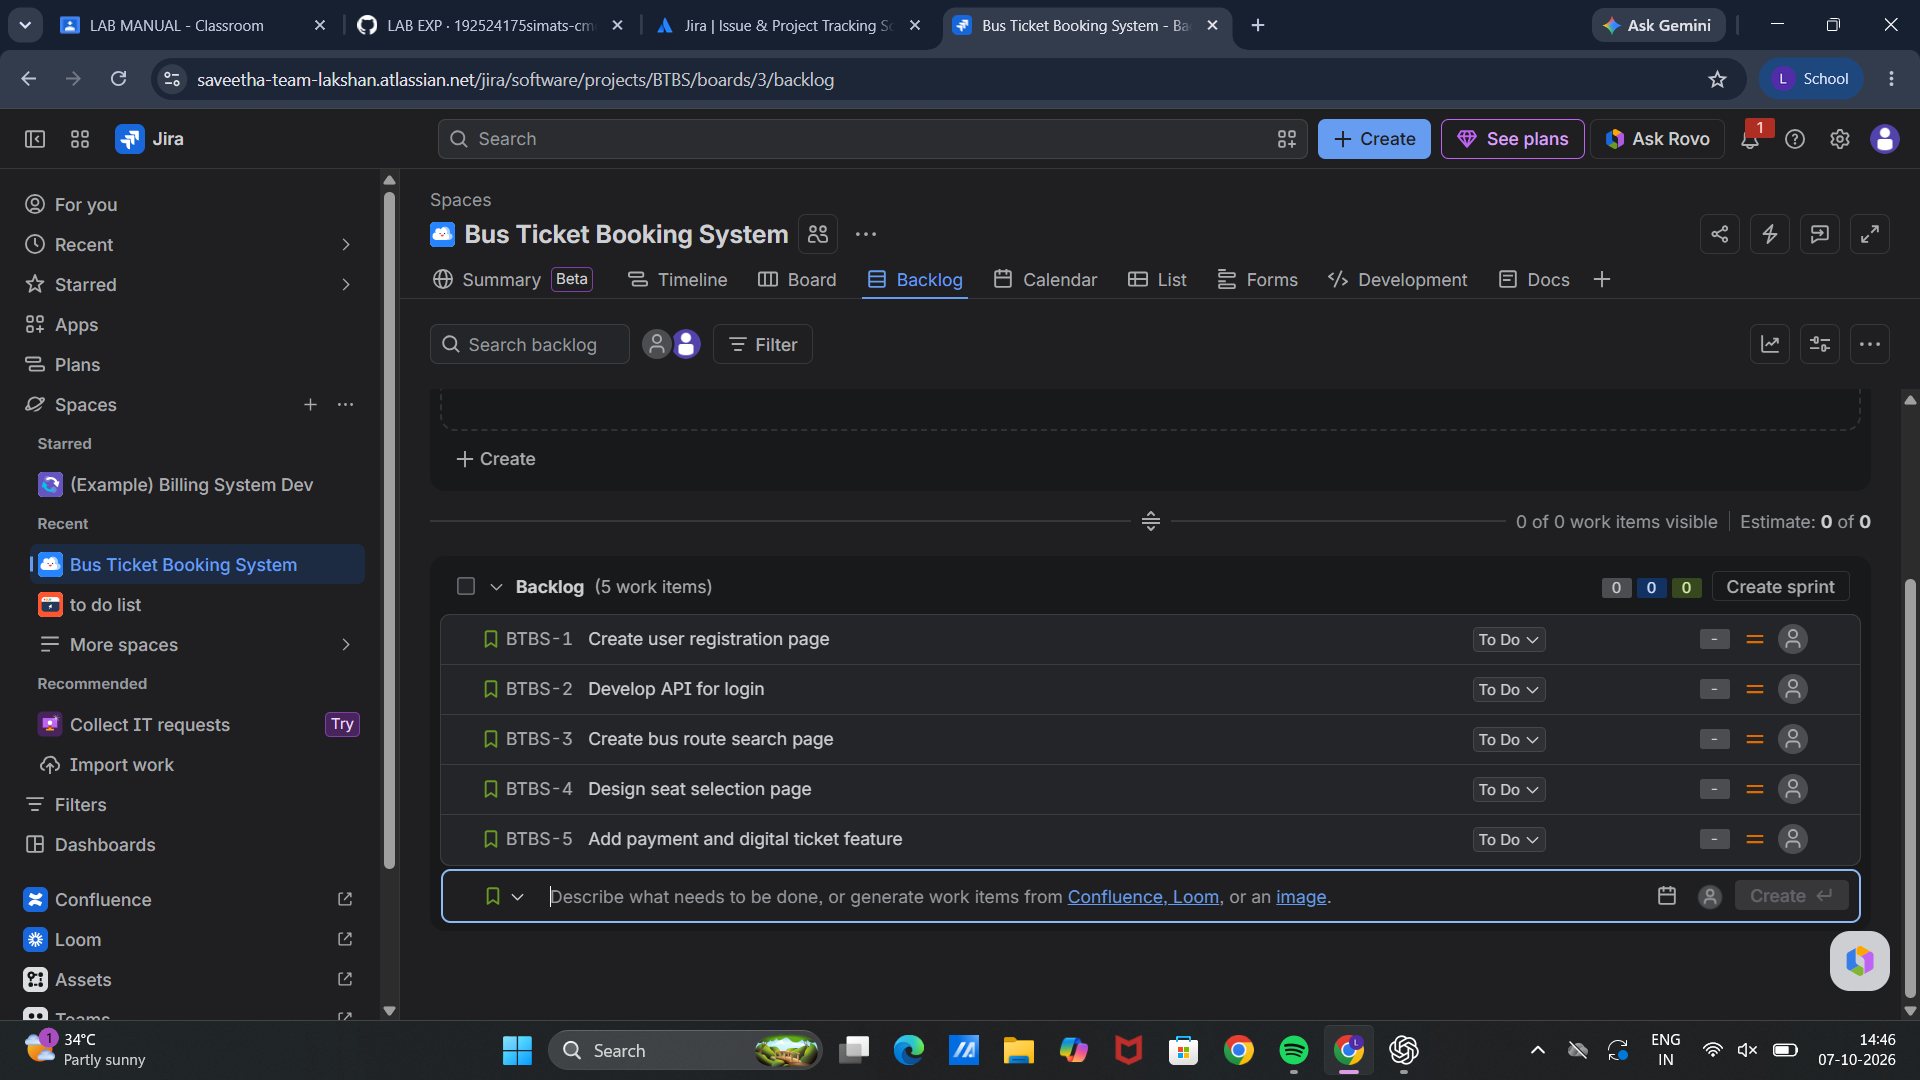 LAB MANUAL - Classroom
LAB EXP · 192524175simats-cm
Jira | Issue & Project Tracking S
Bus Ticket Booking System - Ba
Ask Gemini
saveetha-team-lakshan.atlassian.net/jira/software/projects/BTBS/boards/3/backlog
L School
Jira
Search
Create
See plans
Ask Rovo
1
For you
Recent
Starred
Apps
Plans
Spaces
Starred
(Example) Billing System Dev
Recent
Bus Ticket Booking System
to do list
More spaces
Recommended
Collect IT requests
Try
Import work
Filters
Dashboards
Confluence
Loom
Assets
Teams
Spaces
Bus Ticket Booking System
Summary Beta Timeline Board Backlog Calendar List Forms Development Docs
Search backlog
Filter
Create
0 of 0 work items visible Estimate: 0 of 0
Backlog (5 work items) 0 0 0 Create sprint
BTBS-1 Create user registration page To Do -
BTBS-2 Develop API for login To Do -
BTBS-3 Create bus route search page To Do -
BTBS-4 Design seat selection page To Do -
BTBS-5 Add payment and digital ticket feature To Do -
Describe what needs to be done, or generate work items from Confluence, Loom, or an image. Create
1
34°C
Partly sunny
Search
L
ENG
IN
14:46
07-10-2026